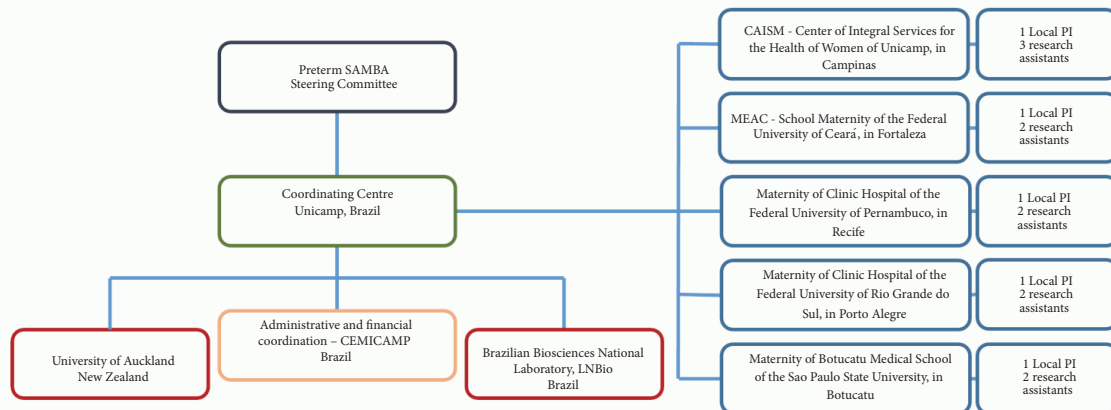 Preterm SAMBA
Steering Committee
Coordinating Centre
Unicamp, Brazil
University of Auckland
New Zealand
Administrative and financial
coordination – CEMICAMP
Brazil
Brazilian Biosciences National
Laboratory, LNBio
Brazil
CAISM - Center of Integral Services for
the Health of Women of Unicamp, in
Campinas
1 Local PI
3 research
assistants
MEAC - School Maternity of the Federal
University of Ceará, in Fortaleza
1 Local PI
2 research
assistants
Maternity of Clinic Hospital of the
Federal University of Pernambuco, in
Recife
1 Local PI
2 research
assistants
Maternity of Clinic Hospital of the
Federal University of Rio Grande do
Sul, in Porto Alegre
1 Local PI
2 research
assistants
Maternity of Botucatu Medical School
of the Sao Paulo State University, in
Botucatu
1 Local PI
2 research
assistants